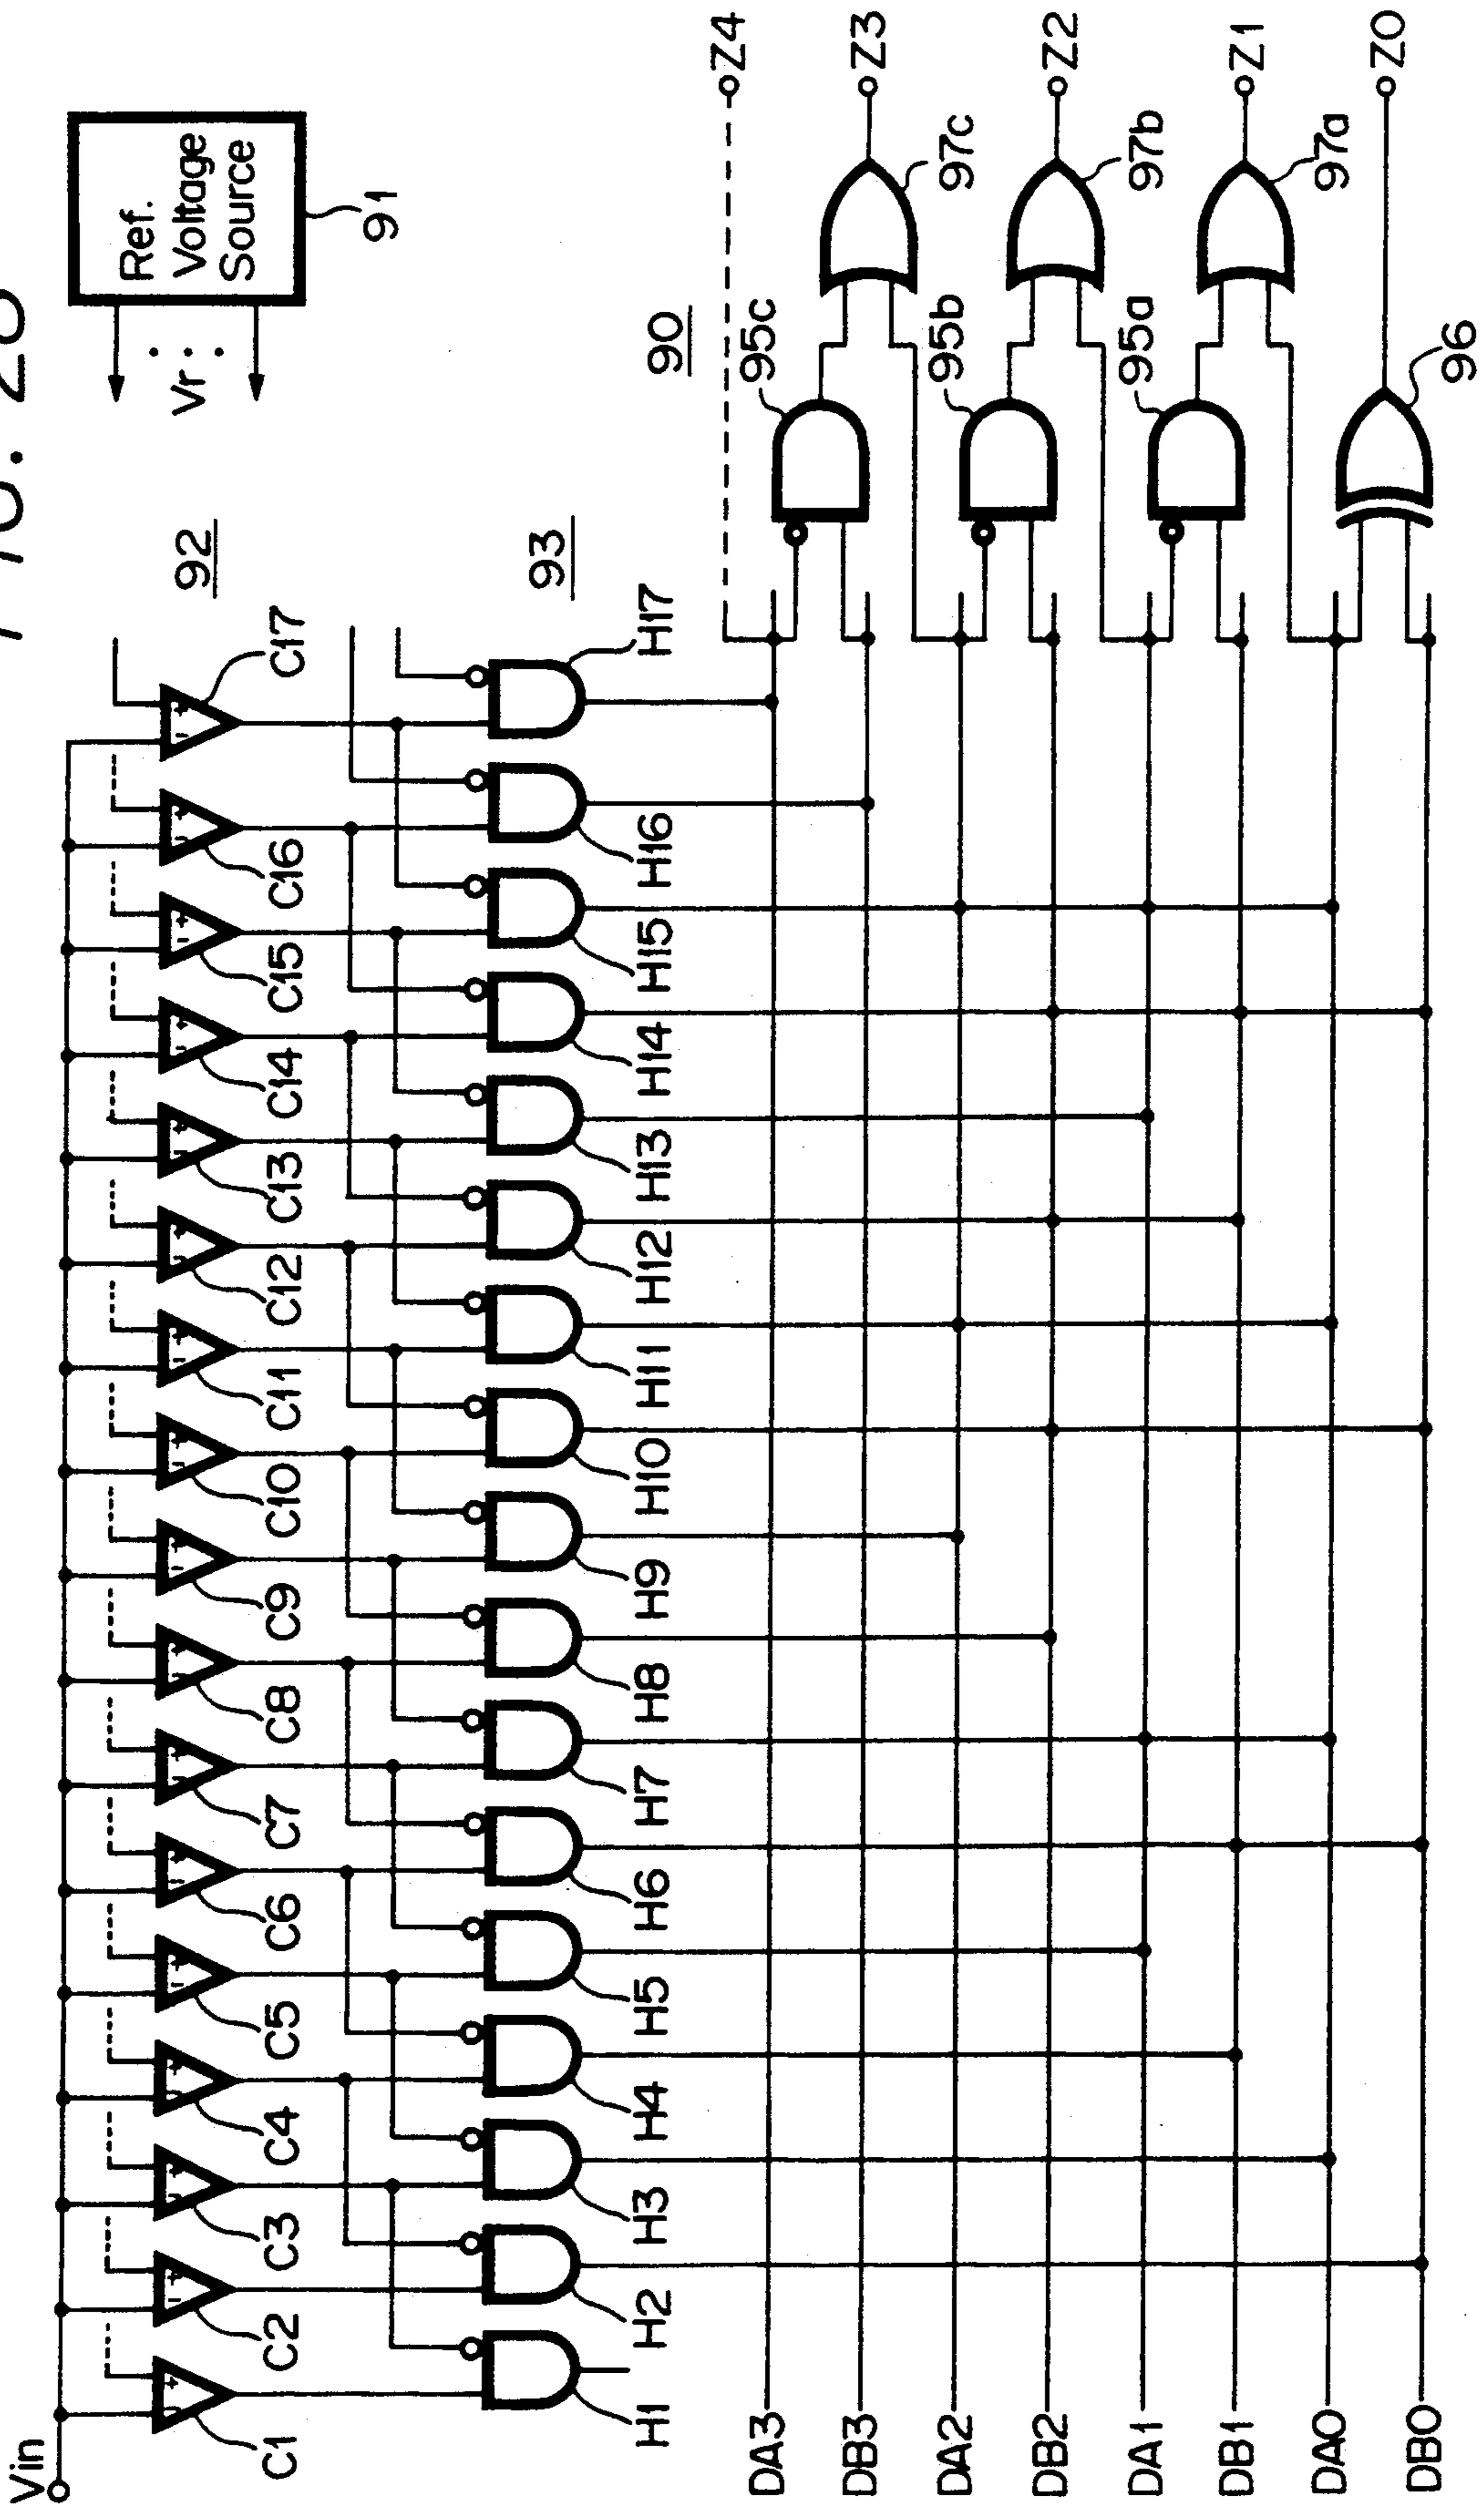 FIG. 28
Ref.
Voltage
Source
91
Vr
92
Vin
C1
C2
C3
C4
C5
C6
C7
C8
C9
C10
C11
C12
C13
C14
C15
C16
C17
93
H1
H2
H3
H4
H5
H6
H7
H8
H9
H10
H11
H12
H13
H14
H15
H16
H17
90
DA3
DB3
DA2
DB2
DA1
DB1
DA0
DB0
95c
95b
95a
96
97c
97b
97a
Z4
Z3
Z2
Z1
Z0